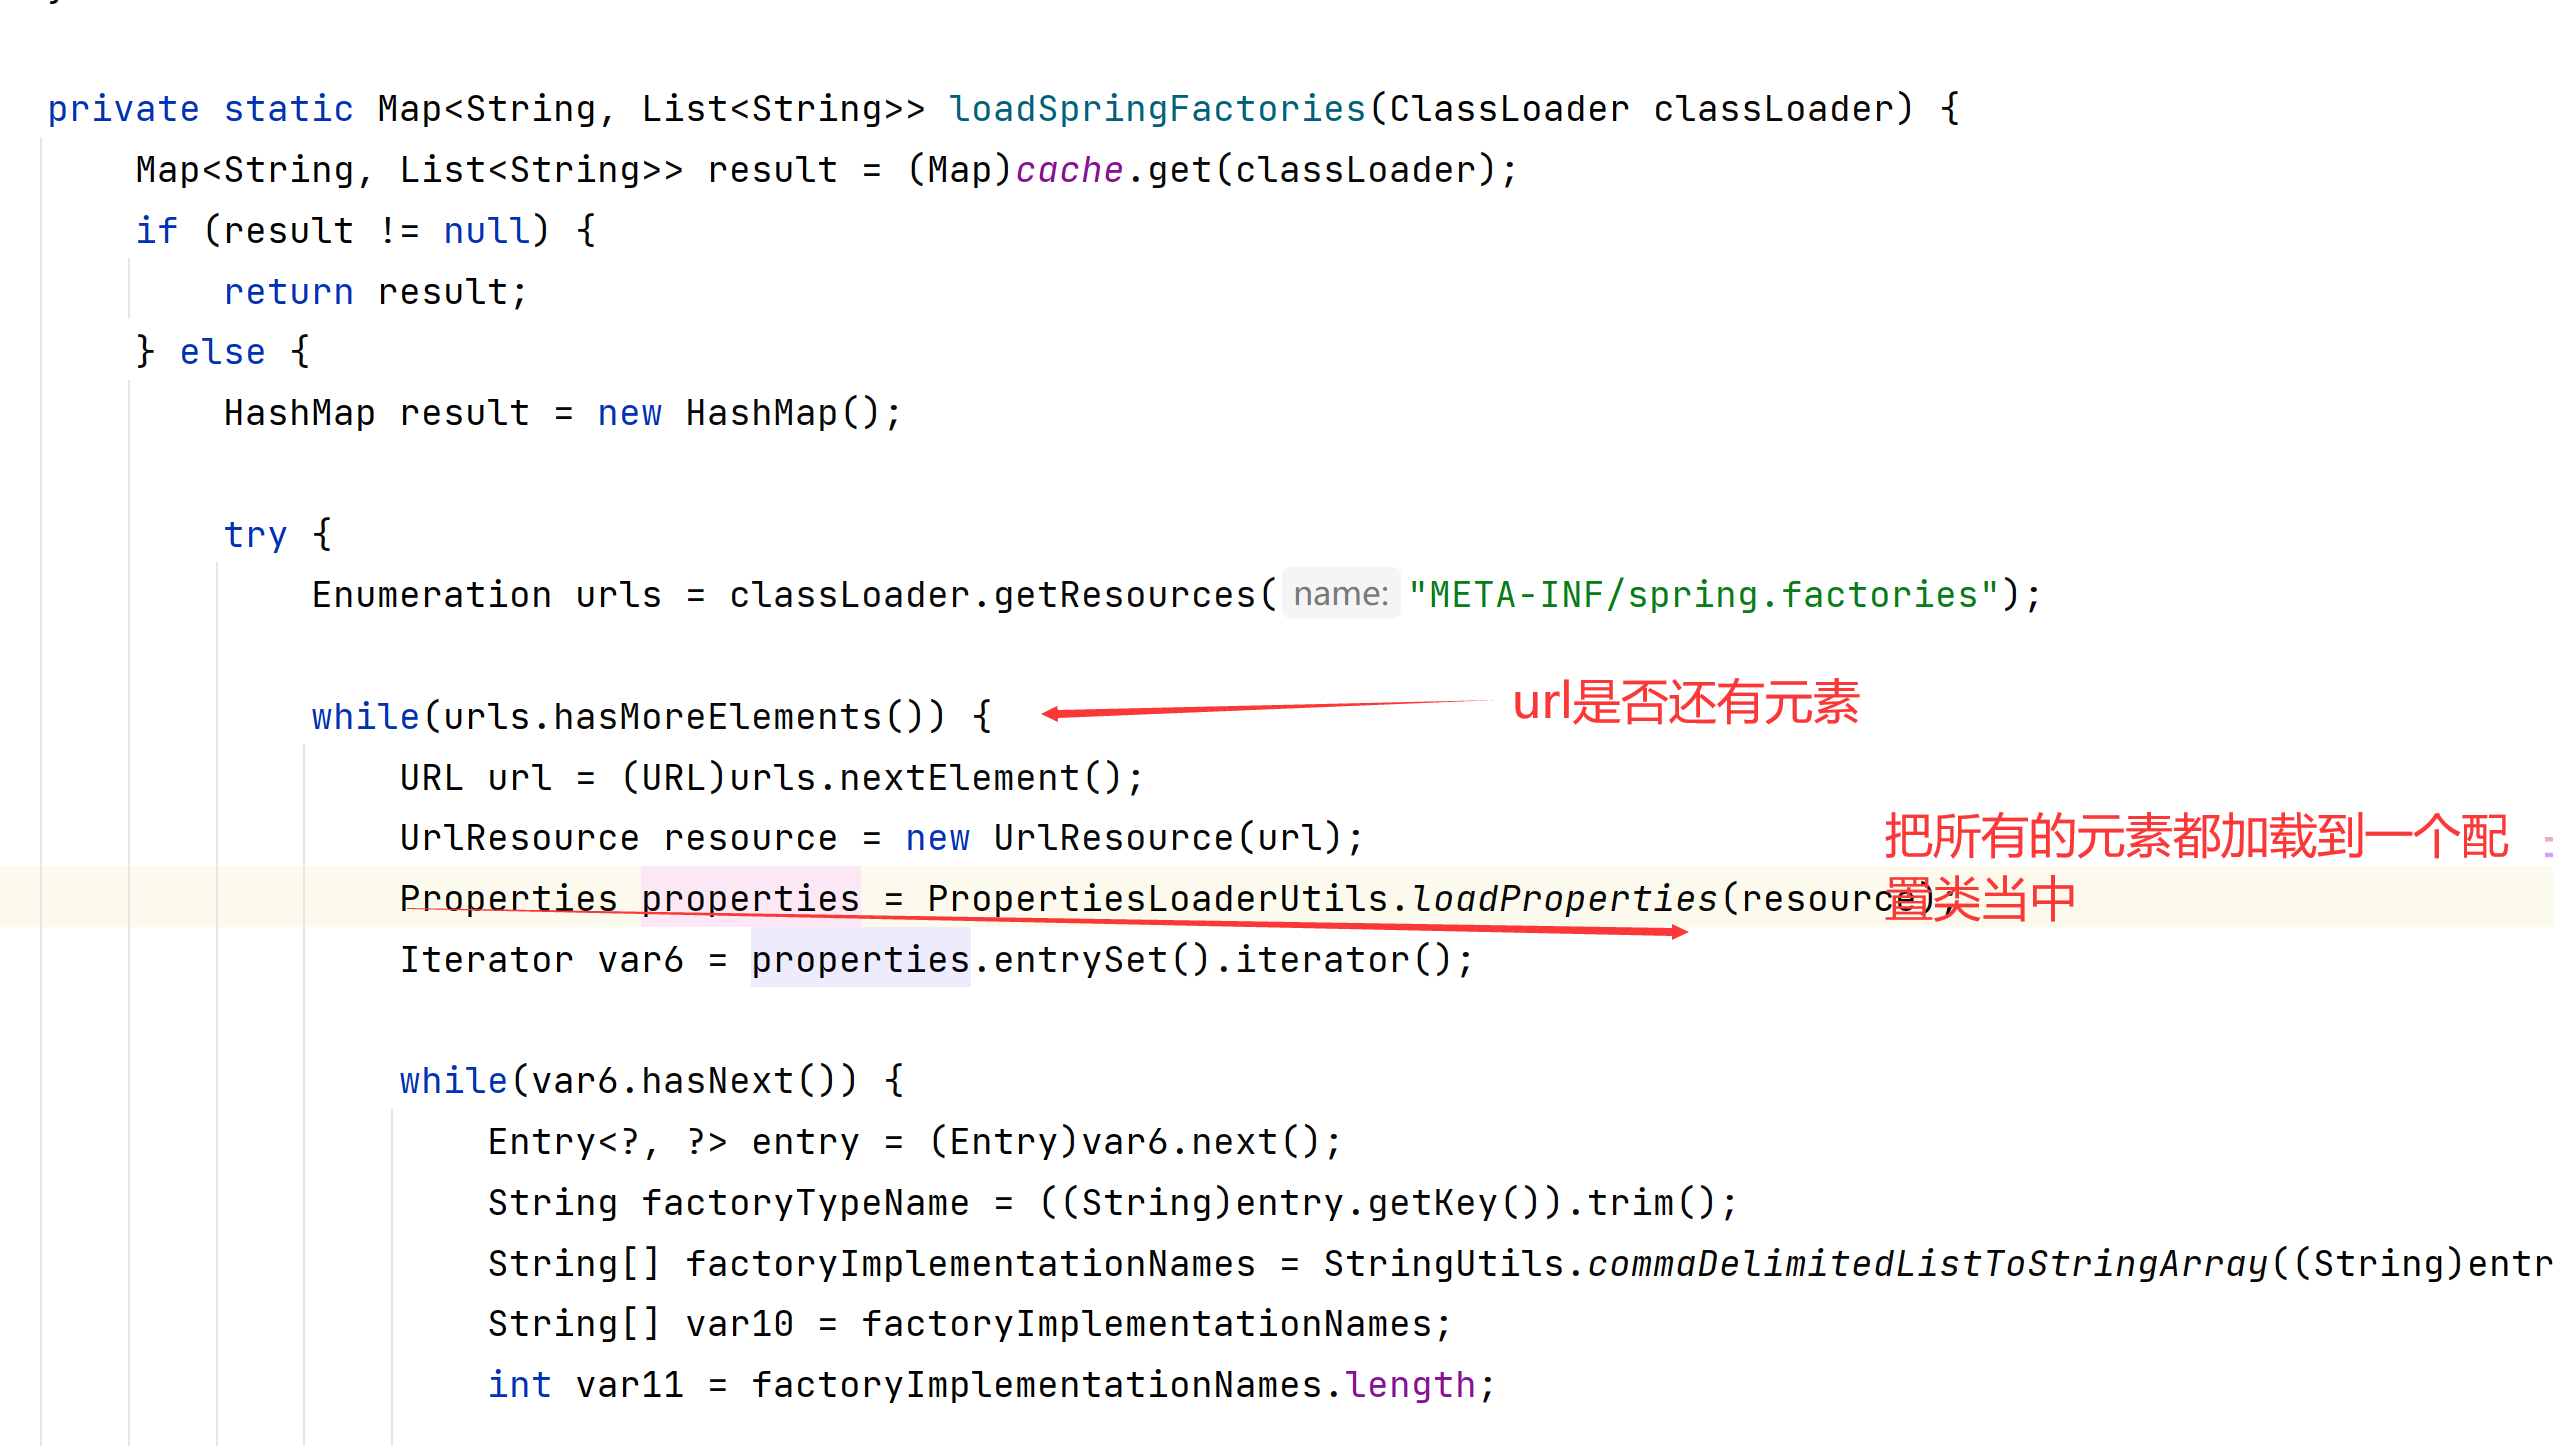 private static Map<String, List<String>> loadSpringFactories(ClassLoader classLoader) {
Map<String, List<String>> result = (Map)cache.get(classLoader);
if (result != null) {
return result;
} else {
HashMap result = new HashMap();
try {
Enumeration urls = classLoader.getResources( name: "META-INF/spring.factories");
while(urls.hasMoreElements()) {
url是否还有元素
URL url = (URL)urls.nextElement();
UrlResource resource = new UrlResource(url);
把所有的元素都加载到一个配
置类当中
Properties properties = PropertiesLoaderUtils.loadProperties(resource);
Iterator var6 = properties.entrySet().iterator();
while(var6.hasNext()) {
Entry<?, ?> entry = (Entry)var6.next();
String factoryTypeName = ((String)entry.getKey()).trim();
String[] factoryImplementationNames = StringUtils.commaDelimitedListToStringArray((String)entr
String[] var10 = factoryImplementationNames;
int var11 = factoryImplementationNames.length;